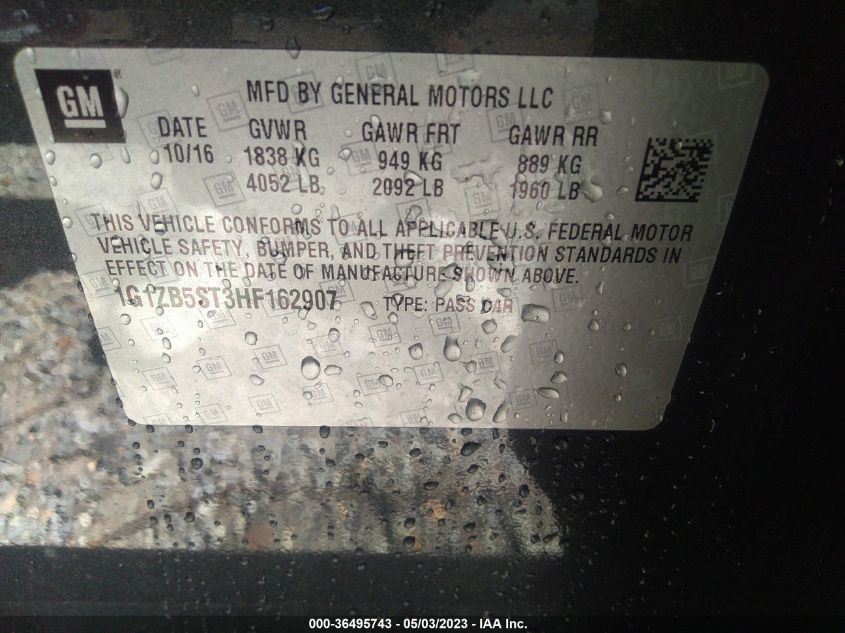 GM
MFD BY GENERAL MOTORS LLC
DATE GVWR GAWR FRT GAWR RR
10/16 1838 KG 949 KG 889 KG
4052 LB 2092 LB 1960 LB
THIS VEHICLE CONFORMS TO ALL APPLICABLE U.S. FEDERAL MOTOR
VEHICLE SAFETY, BUMPER, AND THEFT PREVENTION STANDARDS IN
EFFECT ON THE DATE OF MANUFACTURE SHOWN ABOVE.
1G1ZB5ST3HF162907 TYPE: PASS CAR
000-36495743 - 05/03/2023 - IAA Inc.